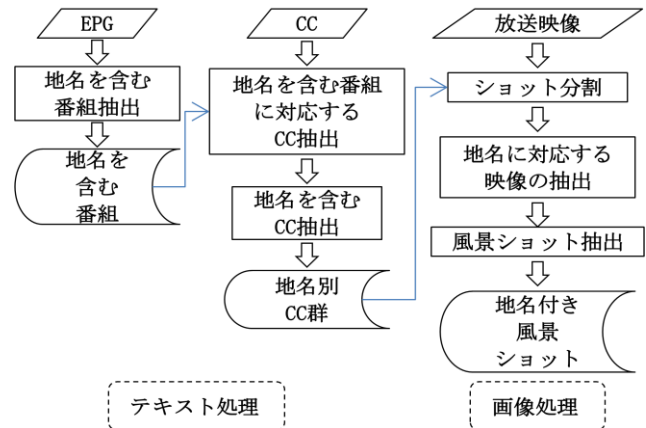 EPG
地名を含む
番組抽出
地名を
含む
番組
CC
地名を含む番組
に対応する
CC抽出
地名を含む
CC抽出
地名別
CC群
放送映像
ショット分割
地名に対応する
映像の抽出
風景ショット抽出
地名付き
風景
ショット
テキスト処理
画像処理